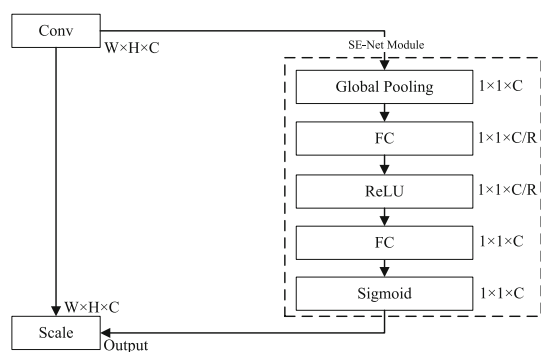 Conv
W×H×C
SE-Net Module
Global Pooling 1×1×C
FC 1×1×C/R
ReLU 1×1×C/R
FC 1×1×C
Sigmoid 1×1×C
W×H×C
Scale
Output